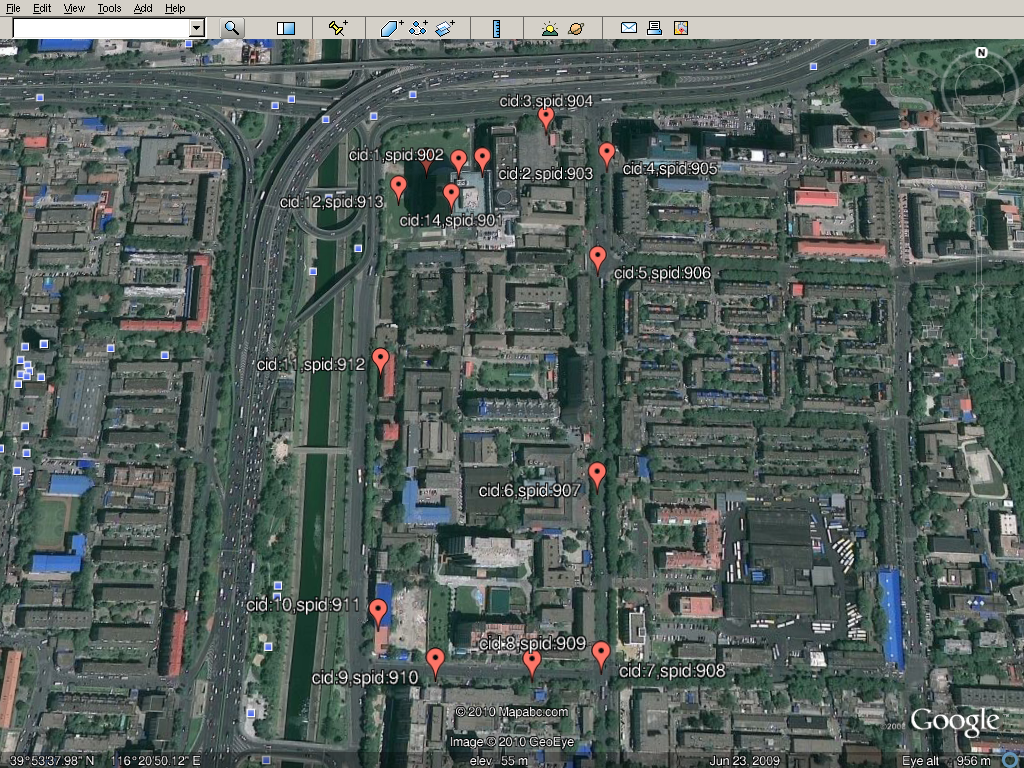 File Edit View Tools Add Help
N
cid:3,spid:904
cid:1,spid:902
cid:2,spid:903
cid:4,spid:905
cid:12,spid:913
cid:14,spid:901
cid:5,spid:906
cid:11,spid:912
cid:6,spid:907
cid:10,spid:911
cid:8,spid:909
cid:9,spid:910
cid:7,spid:908
© 2010 Mapabc.com
Google
Image © 2010 GeoEye
39°53'37.98" N 116°20'50.12" E elev 55 m Jun 23, 2009 Eye alt 956 m